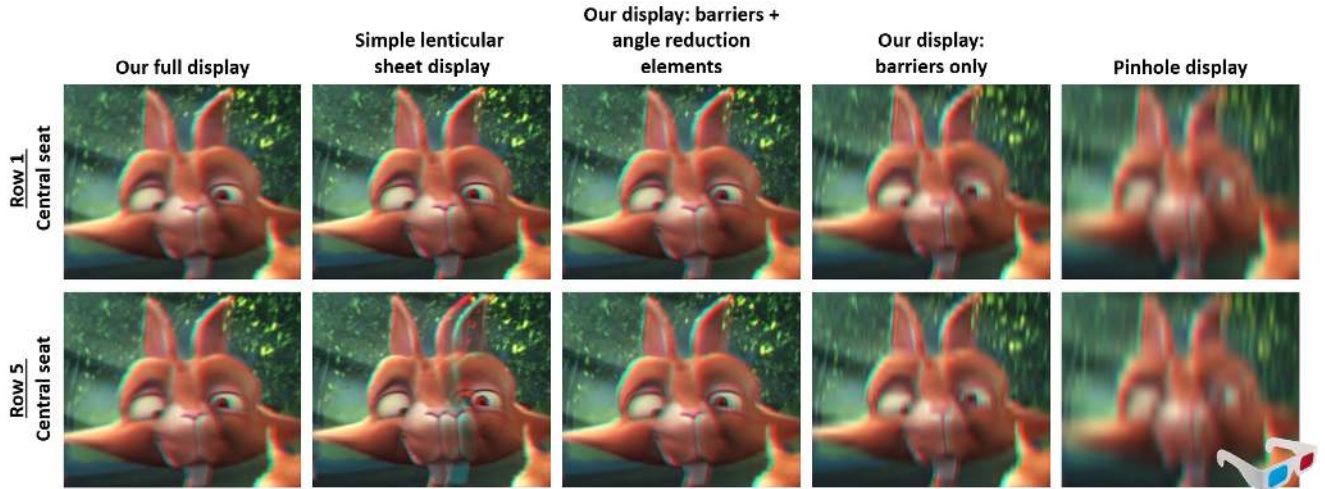 Our full display
Simple lenticular
sheet display
Our display: barriers +
angle reduction
elements
Our display:
barriers only
Pinhole display
Row 1
Central seat
Row 5
Central seat